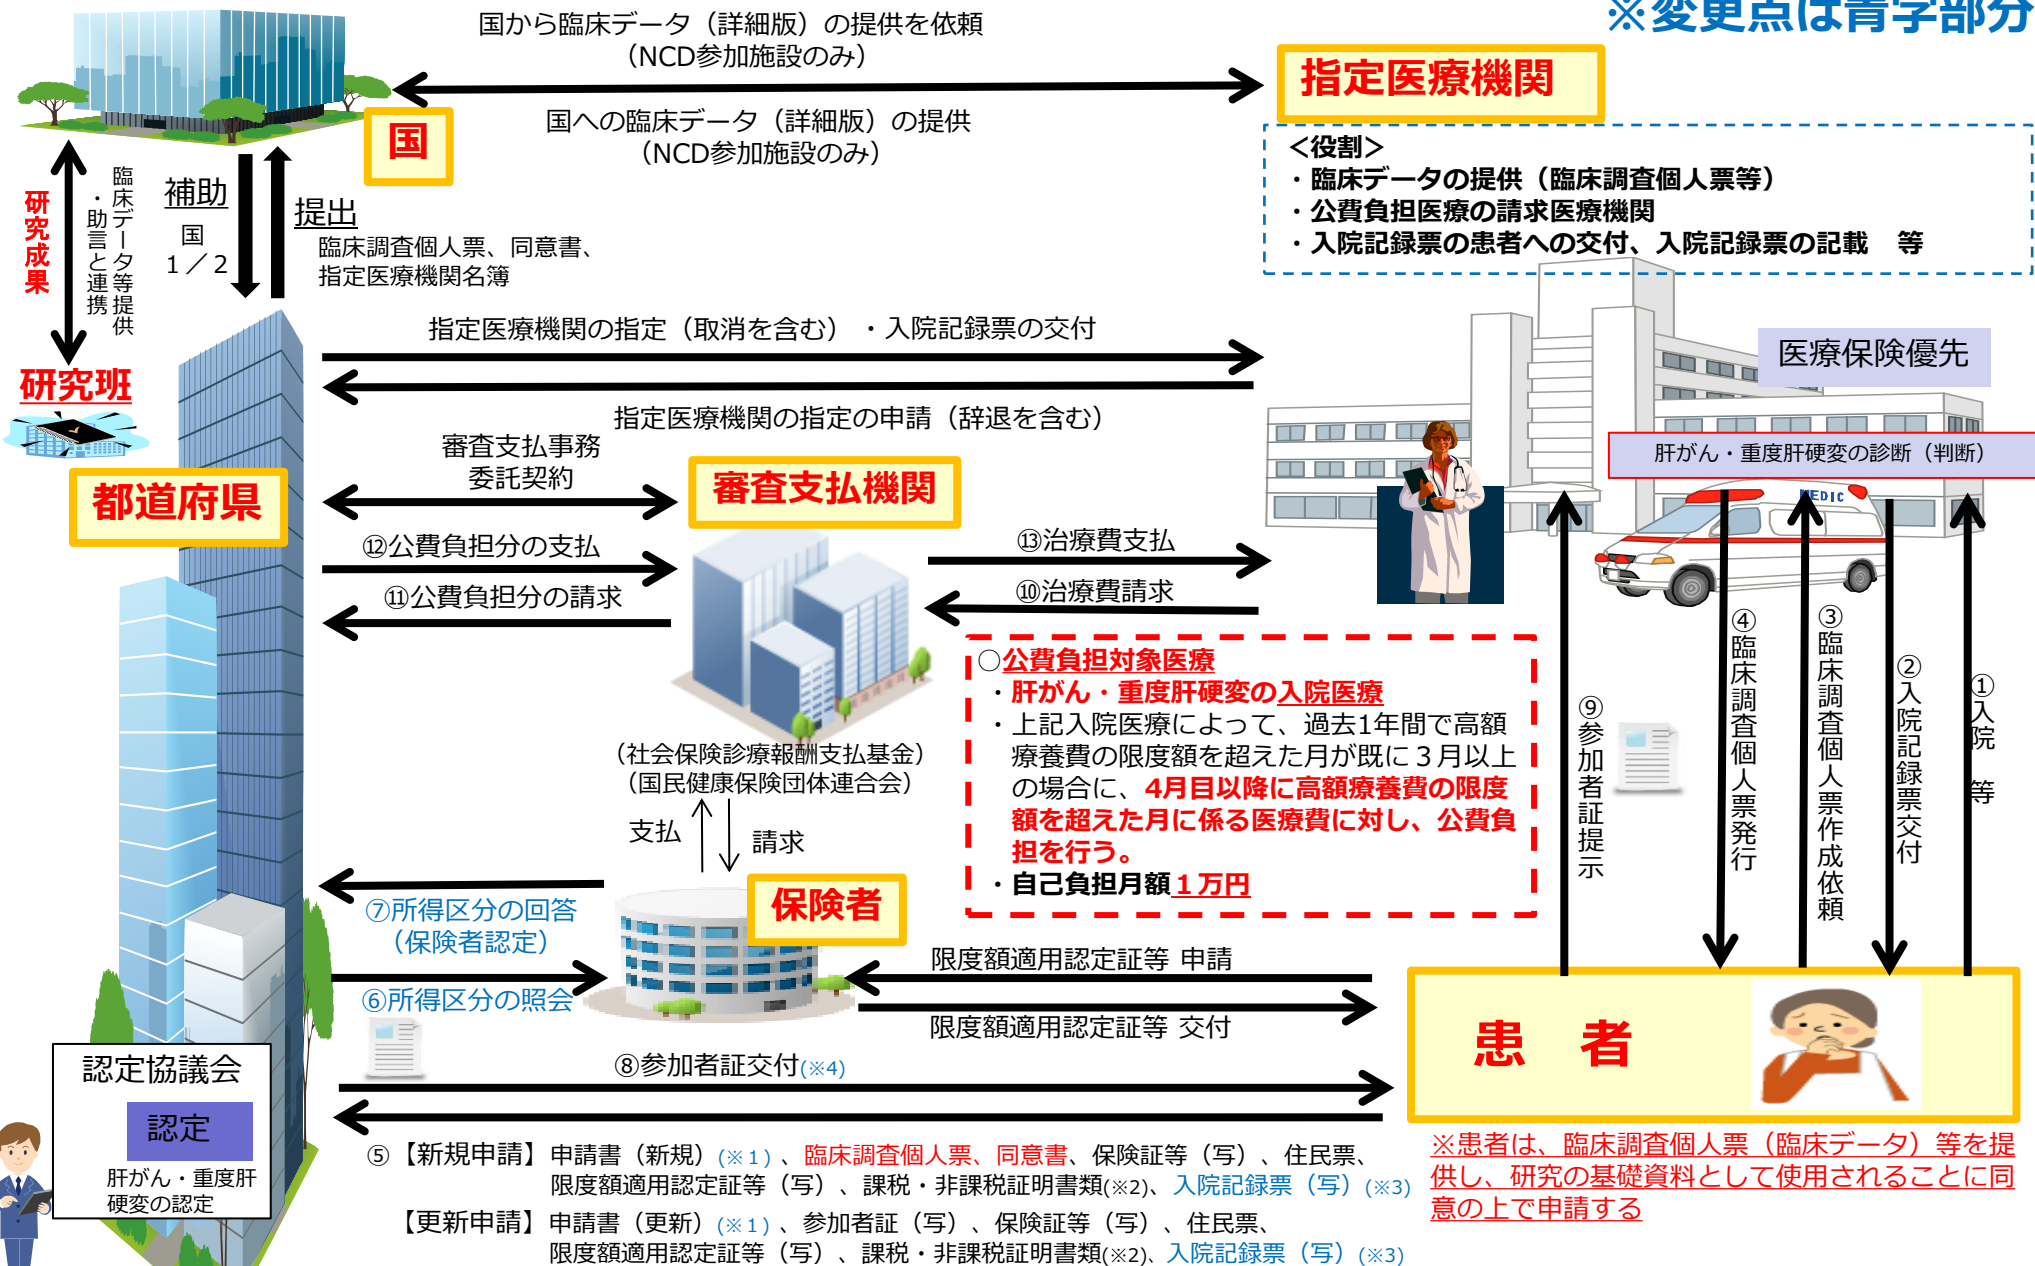 ※変更点は青字部分
国から臨床データ（詳細版）の提供を依頼
（NCD参加施設のみ）
国
国への臨床データ（詳細版）の提供
（NCD参加施設のみ）
指定医療機関
＜役割＞
・臨床データの提供（臨床調査個人票等）
・公費負担医療の請求医療機関
・入院記録票の患者への交付、入院記録票の記載　等
研究成果
臨床データ等提供
・助言と連携
補助
国
１／２
提出
臨床調査個人票、同意書、
指定医療機関名簿
研究班
指定医療機関の指定（取消を含む）・入院記録票の交付
指定医療機関の指定の申請（辞退を含む）
医療保険優先
肝がん・重度肝硬変の診断（判断）
MEDIC
都道府県
審査支払事務
委託契約
審査支払機関
⑫公費負担分の支払
⑪公費負担分の請求
⑬治療費支払
⑩治療費請求
（社会保険診療報酬支払基金）
（国民健康保険団体連合会）
支払
請求
○公費負担対象医療
・肝がん・重度肝硬変の入院医療
・上記入院医療によって、過去1年間で高額
療養費の限度額を超えた月が既に３月以上
の場合に、4月目以降に高額療養費の限度
額を超えた月に係る医療費に対し、公費負
担を行う。
・自己負担月額１万円
⑨参加者証提示
④臨床調査個人票発行
③臨床調査個人票作成依頼
②入院記録票交付
①入院　等
保険者
⑦所得区分の回答
（保険者認定）
⑥所得区分の照会
限度額適用認定証等 申請
限度額適用認定証等 交付
患　者
⑧参加者証交付(※4)
認定協議会
認定
肝がん・重度肝
硬変の認定
⑤【新規申請】申請書（新規）(※１)、臨床調査個人票、同意書、保険証等（写）、住民票、
限度額適用認定証等（写）、課税・非課税証明書類(※2)、入院記録票（写）(※3)
【更新申請】申請書（更新）(※１)、参加者証（写）、保険証等（写）、住民票、
限度額適用認定証等（写）、課税・非課税証明書類(※2)、入院記録票（写）(※3)
※患者は、臨床調査個人票（臨床データ）等を提
供し、研究の基礎資料として使用されることに同
意の上で申請する